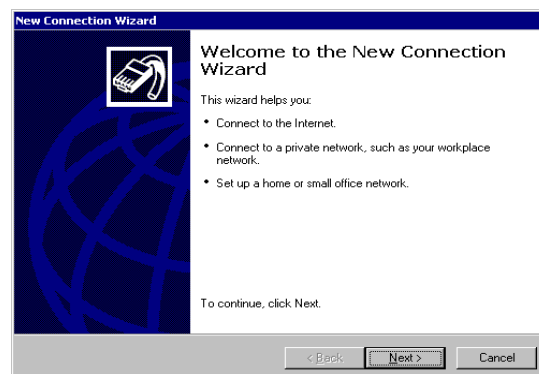 New Connection Wizard
Welcome to the New Connection
Wizard
This wizard helps you:
• Connect to the Internet.
• Connect to a private network, such as your workplace
network.
• Set up a home or small office network.
To continue, click Next.
< Back
Next >
Cancel